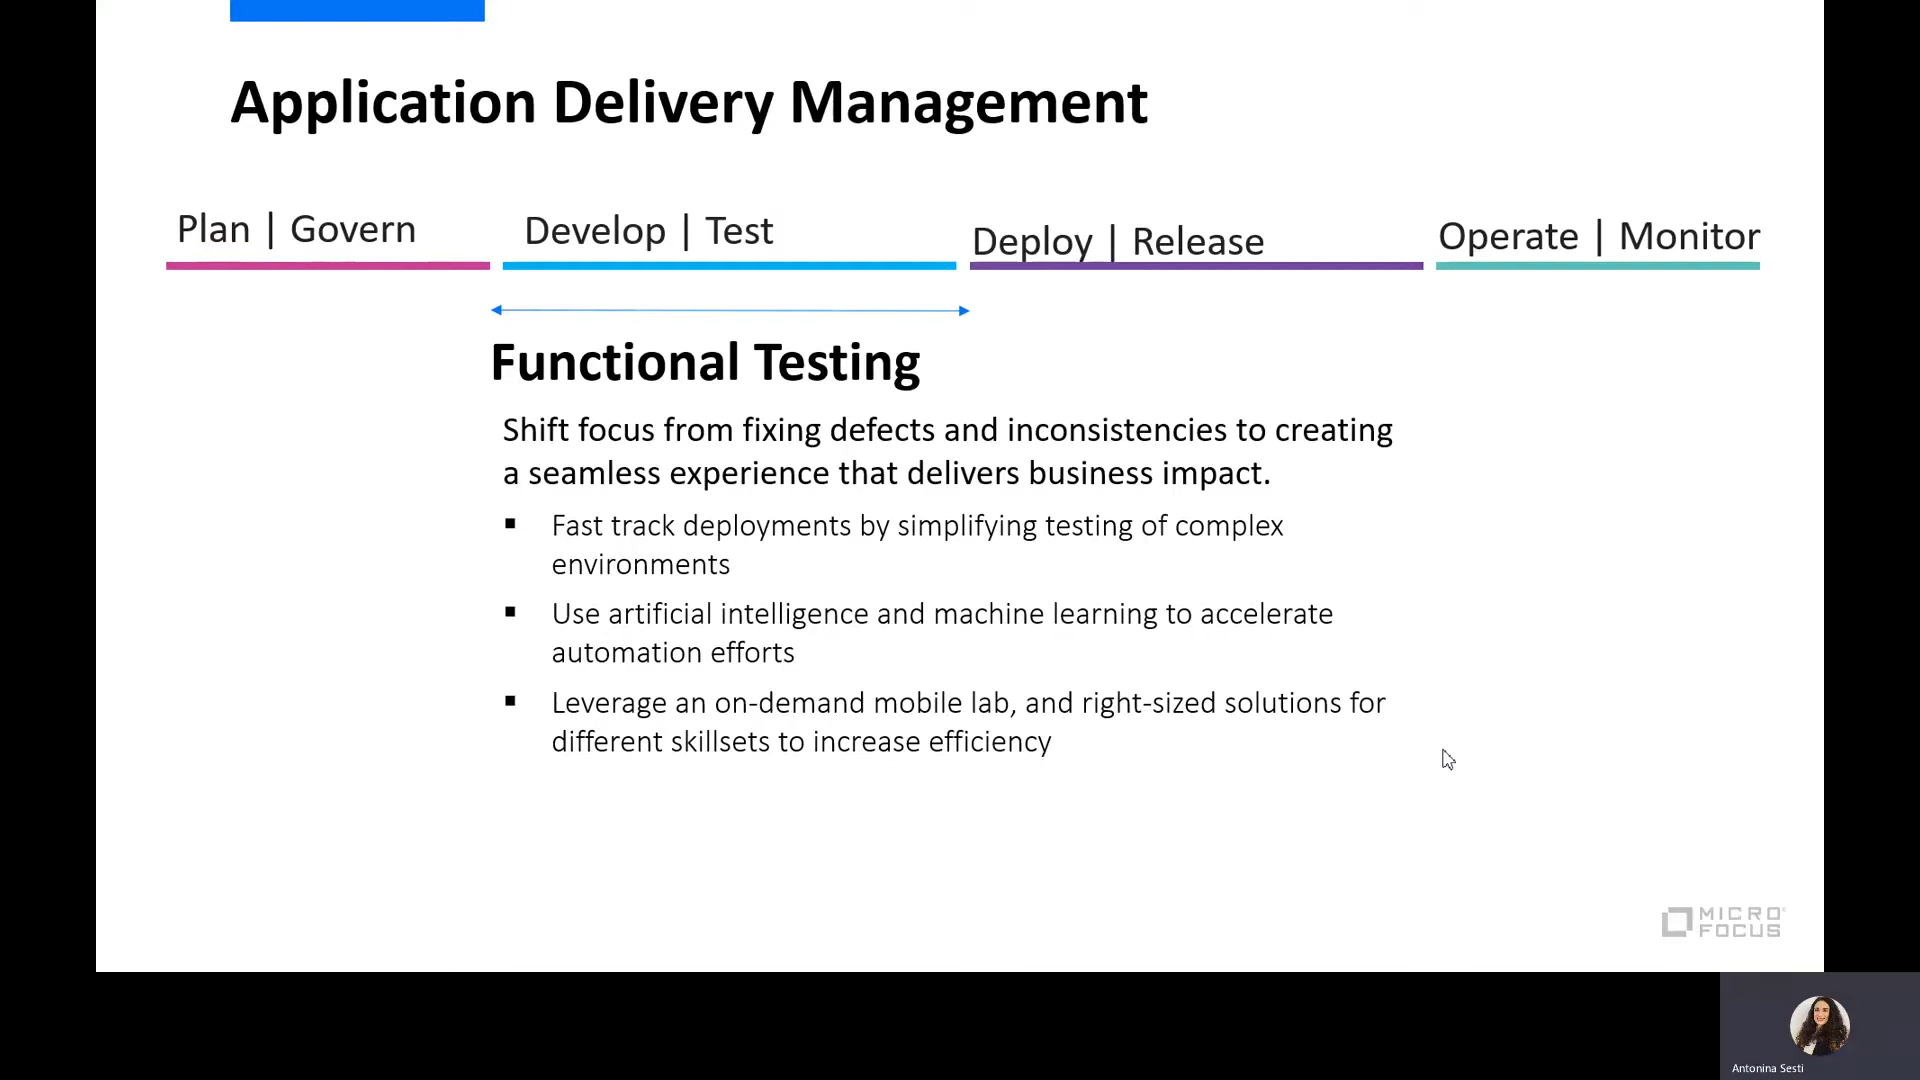 Application Delivery Management
Plan | Govern
Develop | Test
Deploy | Release
Operate | Monitor
Functional Testing
Shift focus from fixing defects and inconsistencies to creating
a seamless experience that delivers business impact.
▪ Fast track deployments by simplifying testing of complex
environments
▪ Use artificial intelligence and machine learning to accelerate
automation efforts
▪ Leverage an on-demand mobile lab, and right-sized solutions for
different skillsets to increase efficiency
MICRO
FOCUS
Antonina Sesti